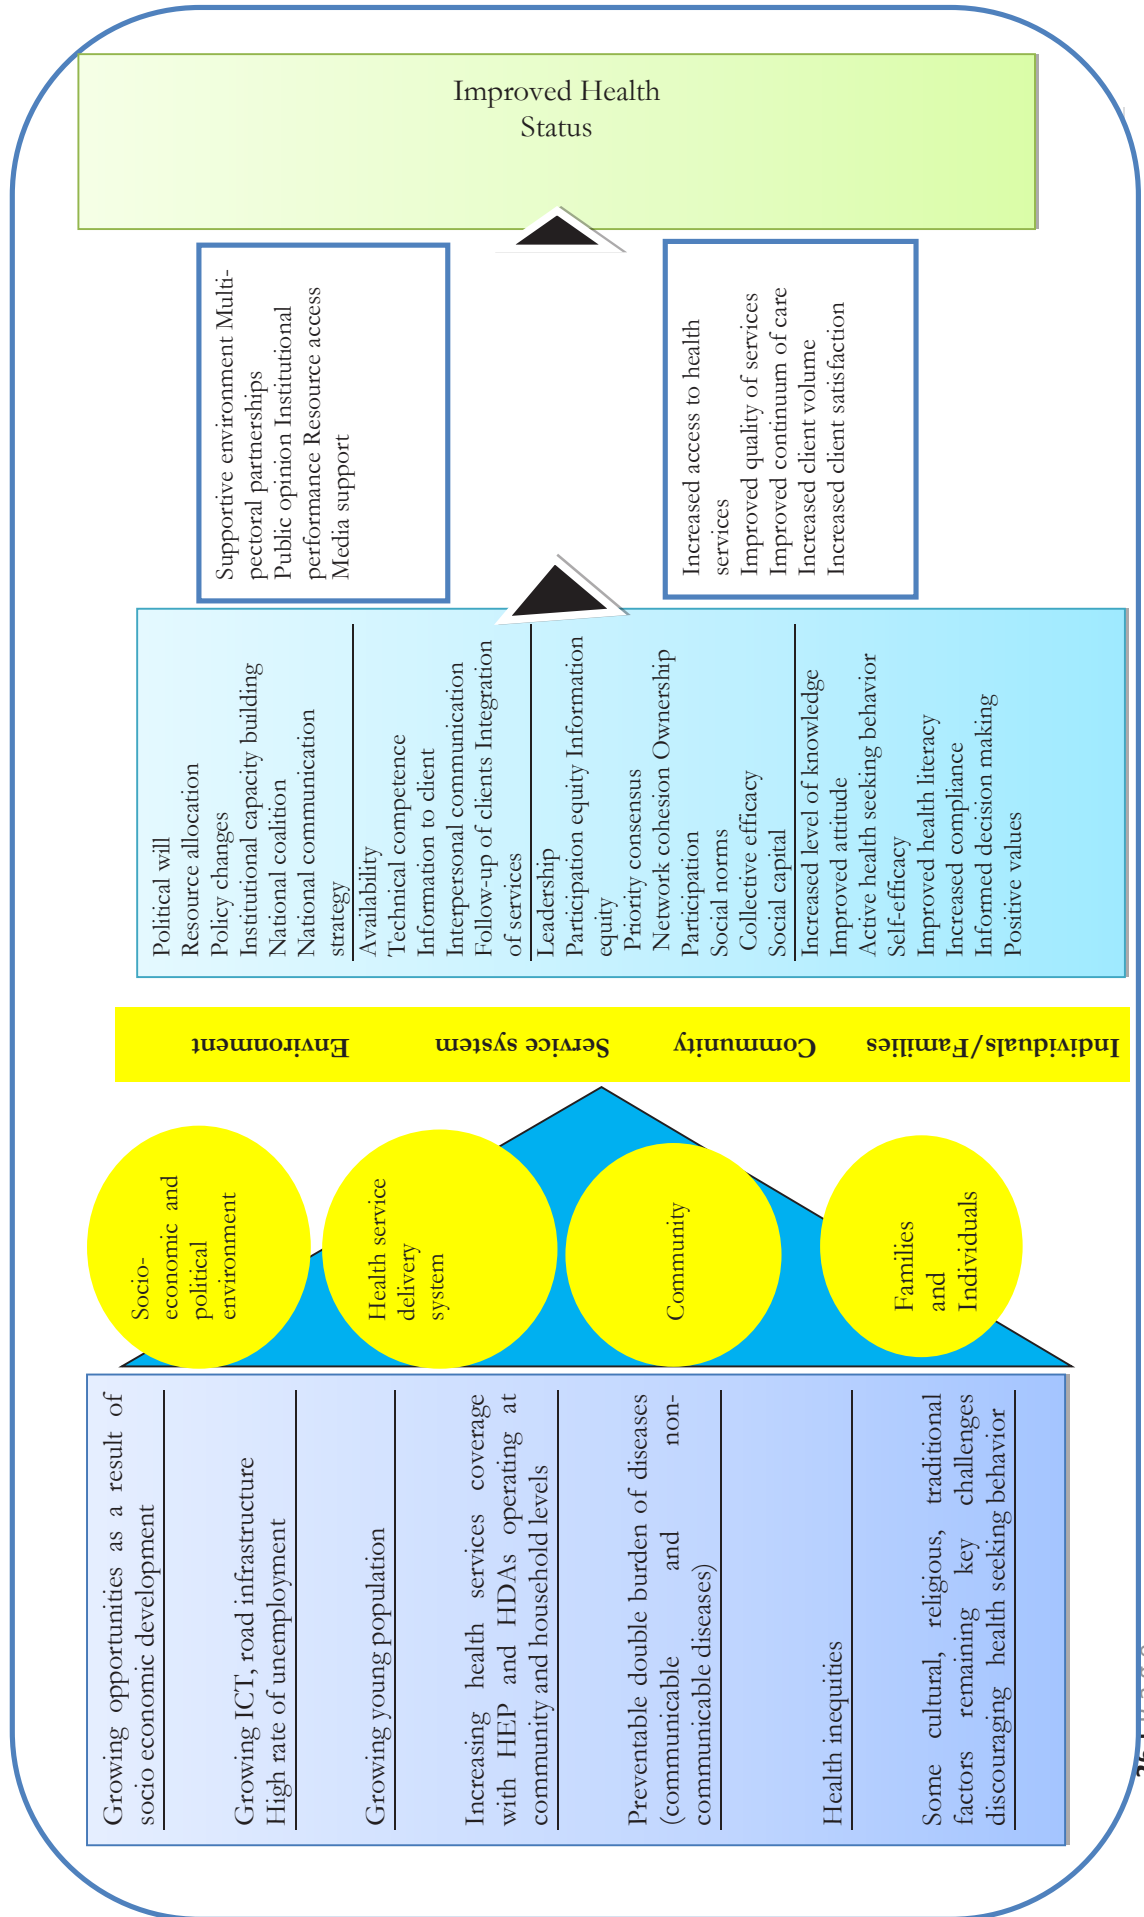 Growing opportunities as a result of
socio economic development
Growing ICT, road infrastructure
High rate of unemployment
Growing young population
Increasing health services coverage
with HEP and HDAs operating at
community and household levels
Preventable double burden of diseases
(communicable and non-
communicable diseases)
Health inequities
Some cultural, religious, traditional
factors remaining key challenges
discouraging health seeking behavior
Socio-
economic and
political
environment
Health service
delivery
system
Community
Families
and
Individuals
Environment
Service system
Community
Individuals/Families
Political will
Resource allocation
Policy changes
Institutional capacity building
National coalition
National communication
strategy
Availability
Technical competence
Information to client
Interpersonal communication
Follow-up of clients Integration
of services
Leadership
Participation equity Information
equity
Priority consensus
Network cohesion Ownership
Participation
Social norms
Collective efficacy
Social capital
Increased level of knowledge
Improved attitude
Active health seeking behavior
Self-efficacy
Improved health literacy
Increased compliance
Informed decision making
Positive values
Supportive environment Multi-
pectoral partnerships
Public opinion Institutional
performance Resource access
Media support
Increased access to health
services
Improved quality of services
Improved continuum of care
Increased client volume
Increased client satisfaction
Improved Health
Status